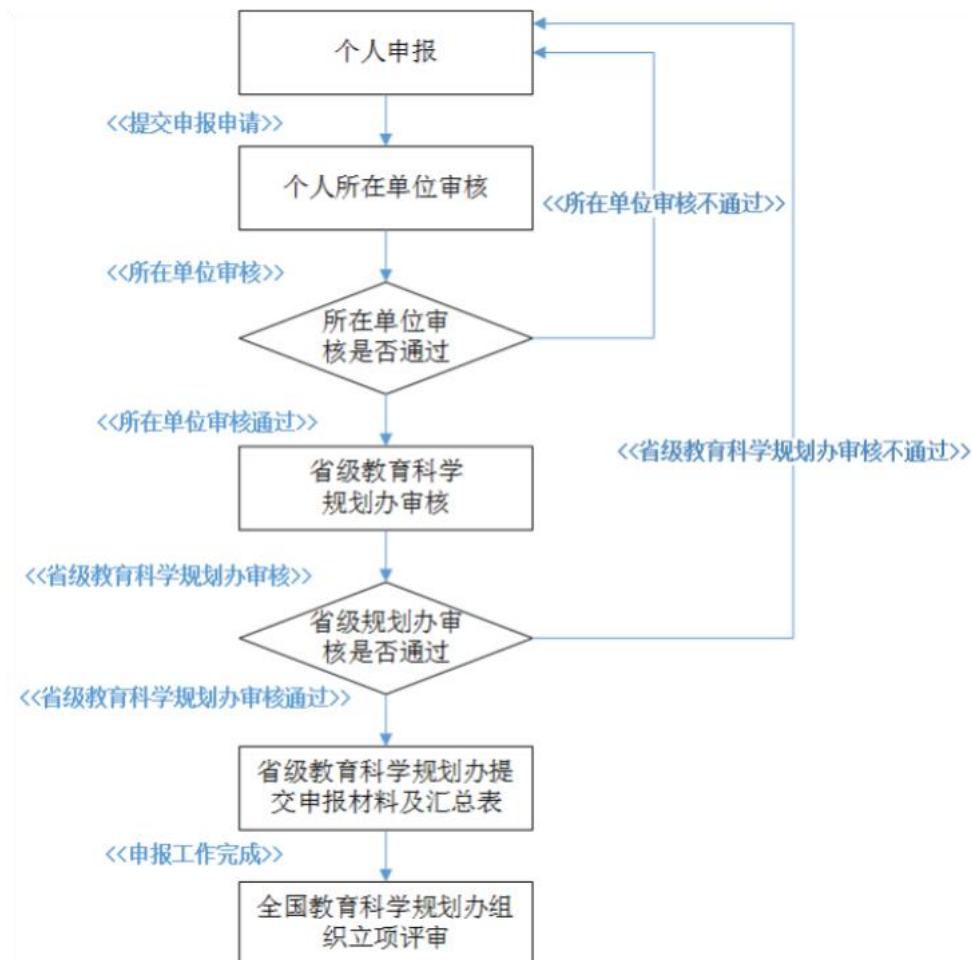 个人申报
<<提交申报申请>>
个人所在单位审核
<<所在单位审核不通过>>
<<所在单位审核>>
所在单位审
核是否通过
<<所在单位审核通过>>
<<省级教育科学规划办审核不通过>>
省级教育科学
规划办审核
<<省级教育科学规划办审核>>
省级规划办审
核是否通过
<<省级教育科学规划办审核通过>>
省级教育科学规划办提
交申报材料及汇总表
<<申报工作完成>>
全国教育科学规划办组
织立项评审